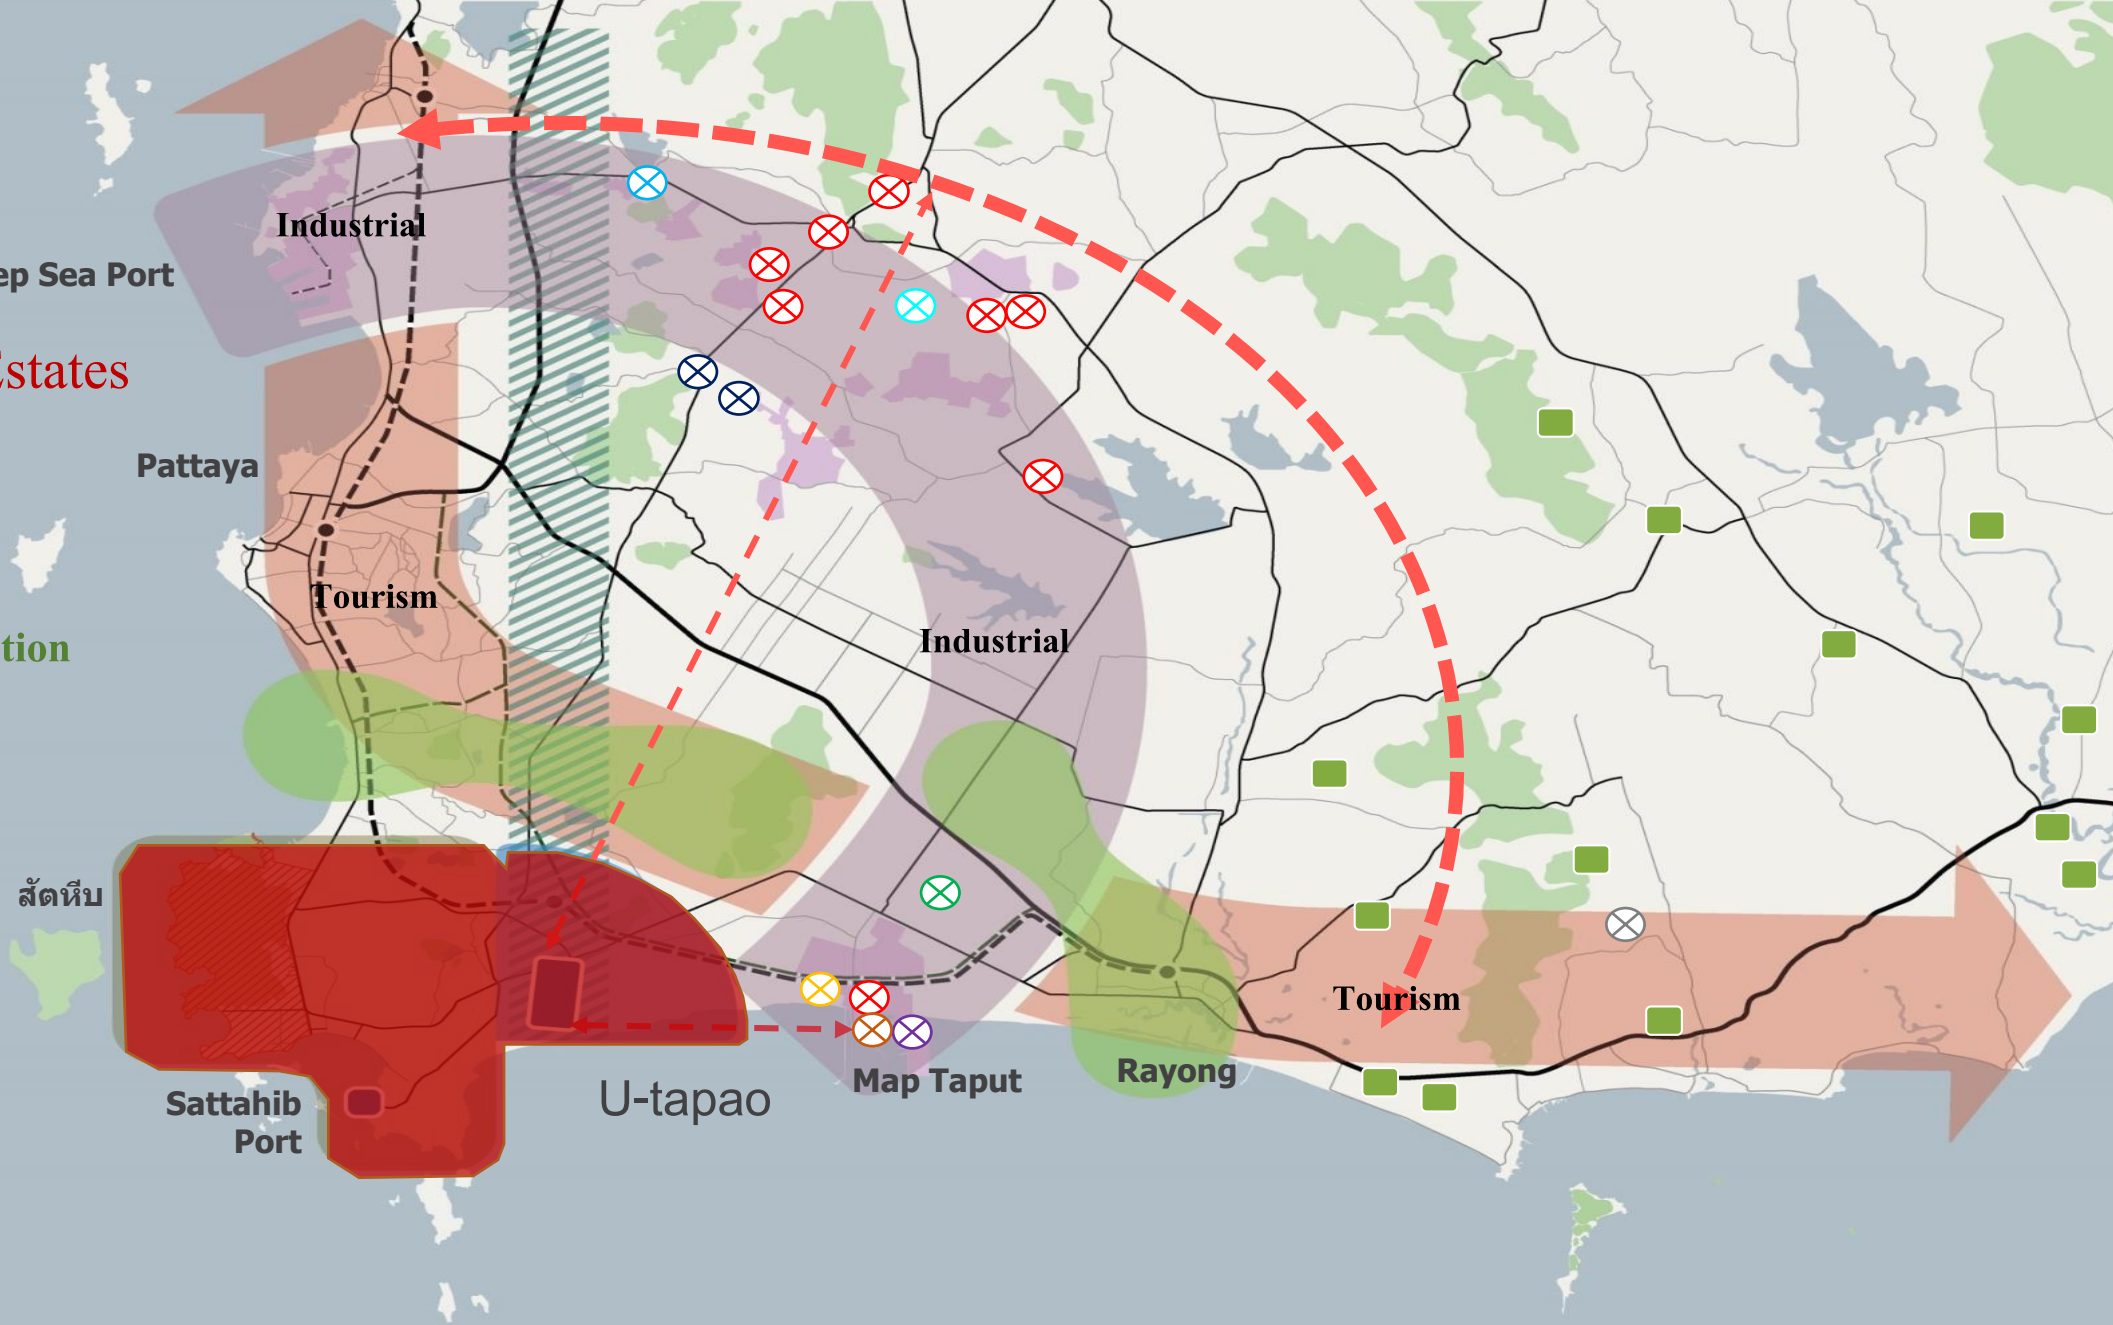 Industrial
ep Sea Port
Estates
Pattaya
Tourism
tion
Industrial
สัตหีบ
Sattahib
Port
U-tapao
Map Taput
Rayong
Tourism